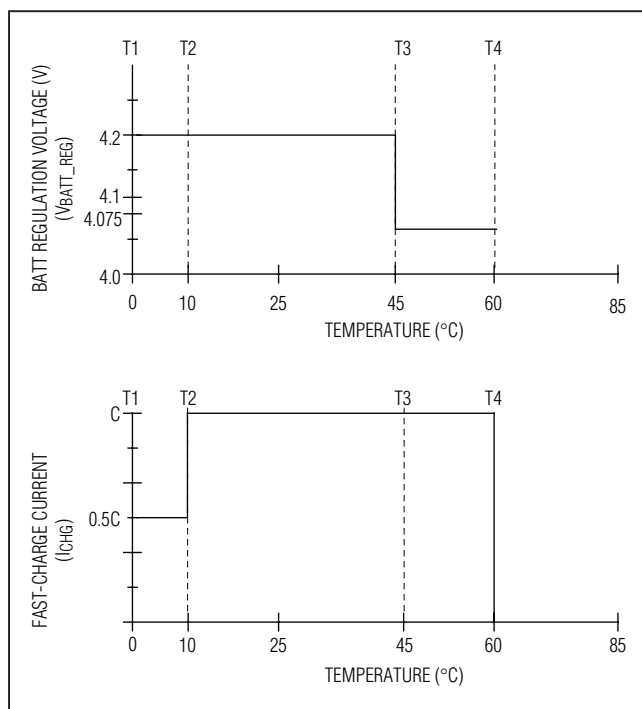 T1 T2 T3 T4
BATT REGULATION VOLTAGE (V)
(VBATT_REG)
4.2
4.1
4.075
4.0
0 10 25 45 60 85
TEMPERATURE (°C)
T1 T2 T3 T4
FAST-CHARGE CURRENT
(ICHG)
C
0.5C
0 10 25 45 60 85
TEMPERATURE (°C)